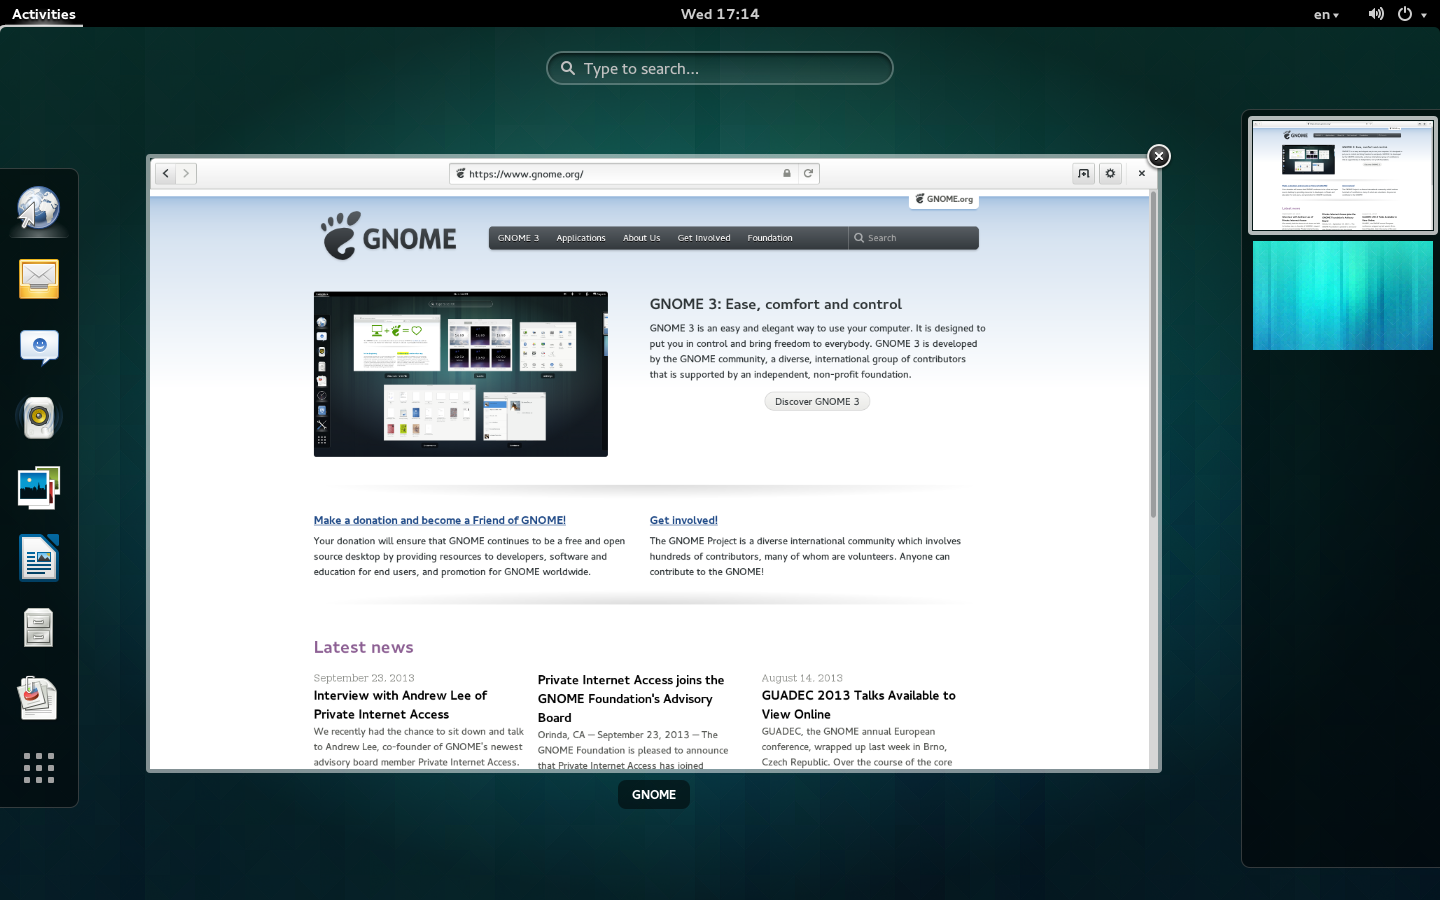 Activities
Wed 17:14
en
Type to search...
https://www.gnome.org/
GNOME.org
GNOME
GNOME 3 Applications About Us Get Involved Foundation Search
GNOME 3: Ease, comfort and control
GNOME 3 is an easy and elegant way to use your computer. It is designed to
put you in control and bring freedom to everybody. GNOME 3 is developed
by the GNOME community, a diverse, international group of contributors
that is supported by an independent, non-profit foundation.
Discover GNOME 3
Make a donation and become a Friend of GNOME!
Your donation will ensure that GNOME continues to be a free and open
source desktop by providing resources to developers, software and
education for end users, and promotion for GNOME worldwide.
Get involved!
The GNOME Project is a diverse international community which involves
hundreds of contributors, many of whom are volunteers. Anyone can
contribute to the GNOME!
Latest news
September 23, 2013
Interview with Andrew Lee of
Private Internet Access
We recently had the chance to sit down and talk
to Andrew Lee, co-founder of GNOME's newest
advisory board member Private Internet Access.
Private Internet Access joins the
GNOME Foundation's Advisory
Board
Orinda, CA — September 23, 2013 — The
GNOME Foundation is pleased to announce
that Private Internet Access has joined
August 14, 2013
GUADEC 2013 Talks Available to
View Online
GUADEC, the GNOME annual European
conference, wrapped up last week in Brno,
Czech Republic. Over the course of the core
GNOME